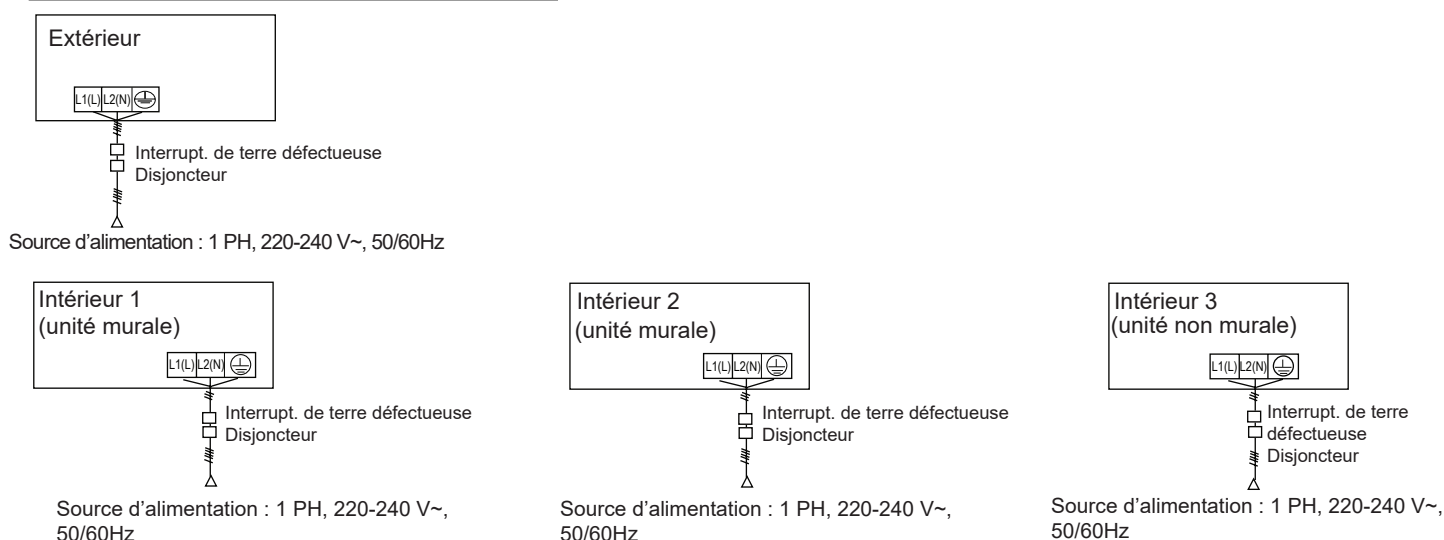 Extérieur
L1(L) L2(N)
Interrupt. de terre défectueuse
Disjoncteur
Source d'alimentation : 1 PH, 220-240 V~, 50/60Hz
Intérieur 1
(unité murale)
L1(L) L2(N)
Interrupt. de terre défectueuse
Disjoncteur
Source d'alimentation : 1 PH, 220-240 V~,
50/60Hz
Intérieur 2
(unité murale)
L1(L) L2(N)
Interrupt. de terre défectueuse
Disjoncteur
Source d'alimentation : 1 PH, 220-240 V~,
50/60Hz
Intérieur 3
(unité non murale)
L1(L) L2(N)
Interrupt. de terre
défectueuse
Disjoncteur
Source d'alimentation : 1 PH, 220-240 V~,
50/60Hz